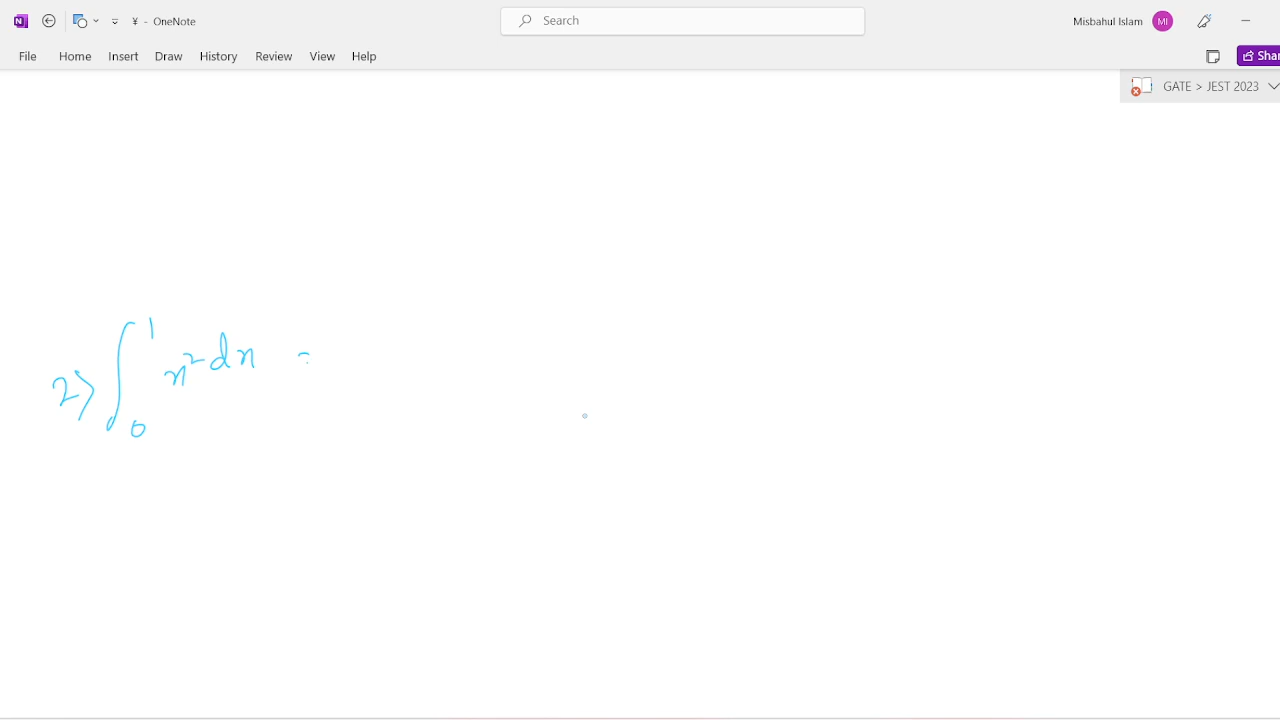 ¥ - OneNote
Search
Misbahul Islam MI
File Home Insert Draw History Review View Help
Shar
GATE > JEST 2023
2) ∫₀¹ x² dx =